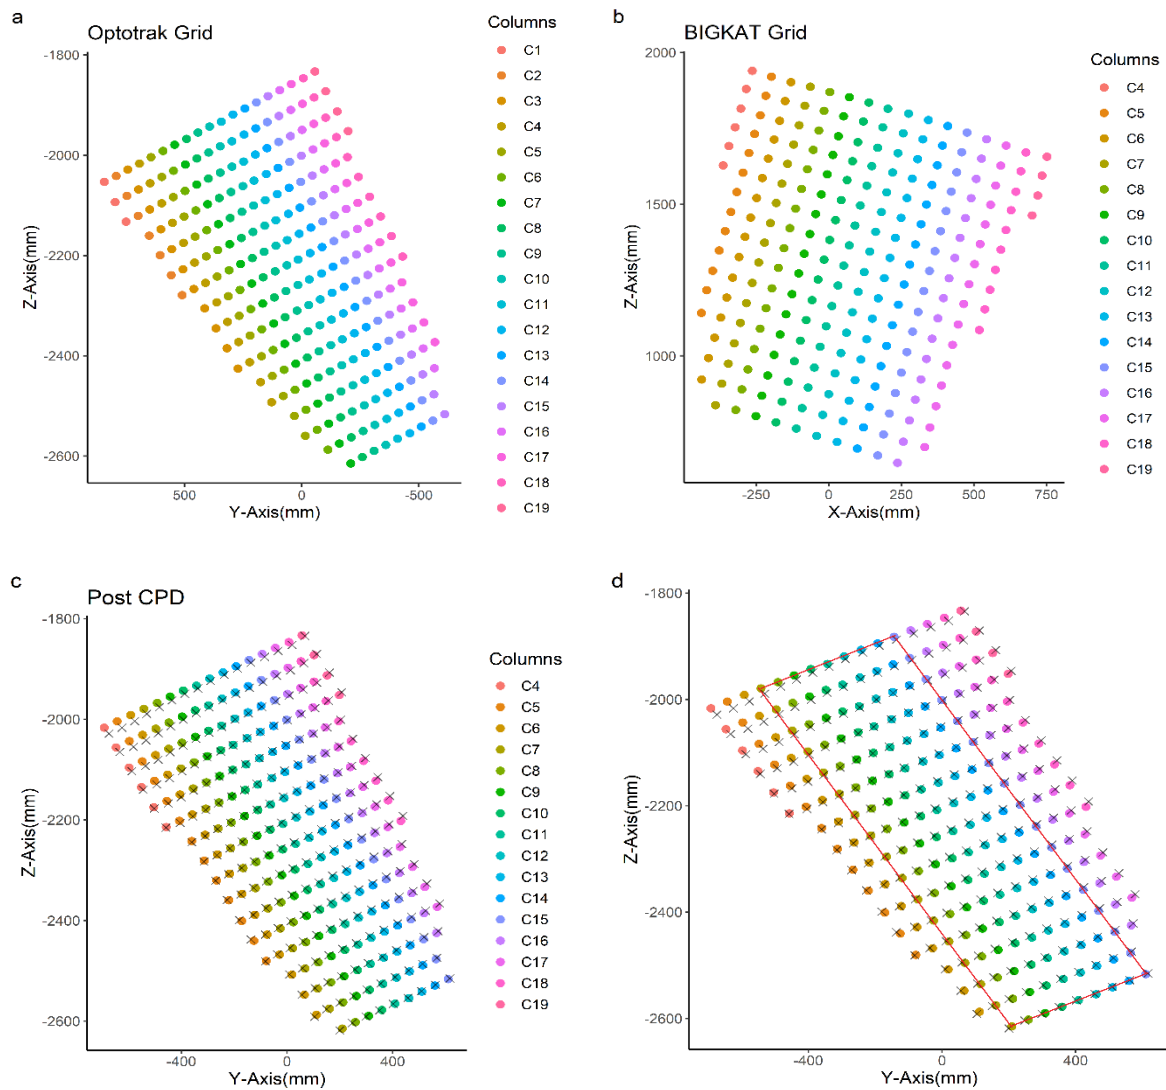 a
Optotrak Grid
-1800
-2000
-2200
-2400
-2600
Z-Axis(mm)
500
0
-500
Y-Axis(mm)
Columns
C1
C2
C3
C4
C5
C6
C7
C8
C9
C10
C11
C12
C13
C14
C15
C16
C17
C18
C19
b
BIGKAT Grid
2000
1500
1000
Z-Axis(mm)
-250
0
250
500
750
X-Axis(mm)
Columns
C4
C5
C6
C7
C8
C9
C10
C11
C12
C13
C14
C15
C16
C17
C18
C19
c
Post CPD
-1800
-2000
-2200
-2400
-2600
Z-Axis(mm)
-400
0
400
Y-Axis(mm)
Columns
C4
C5
C6
C7
C8
C9
C10
C11
C12
C13
C14
C15
C16
C17
C18
C19
d
-1800
-2000
-2200
-2400
-2600
Z-Axis(mm)
-400
0
400
Y-Axis(mm)